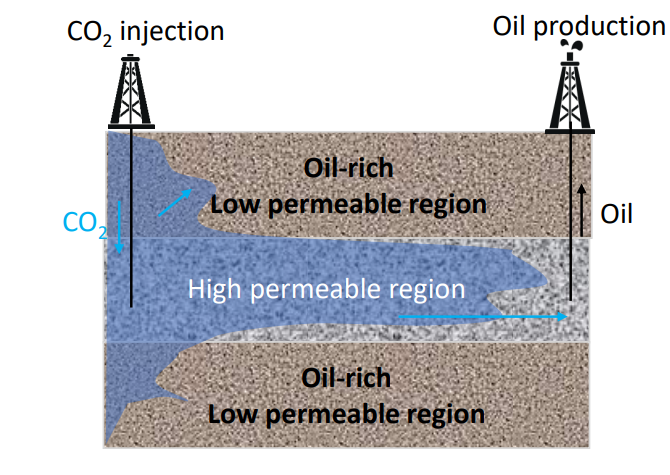 CO₂ injection
Oil production
Oil-rich
Low permeable region
CO₂
Oil
High permeable region
Oil-rich
Low permeable region